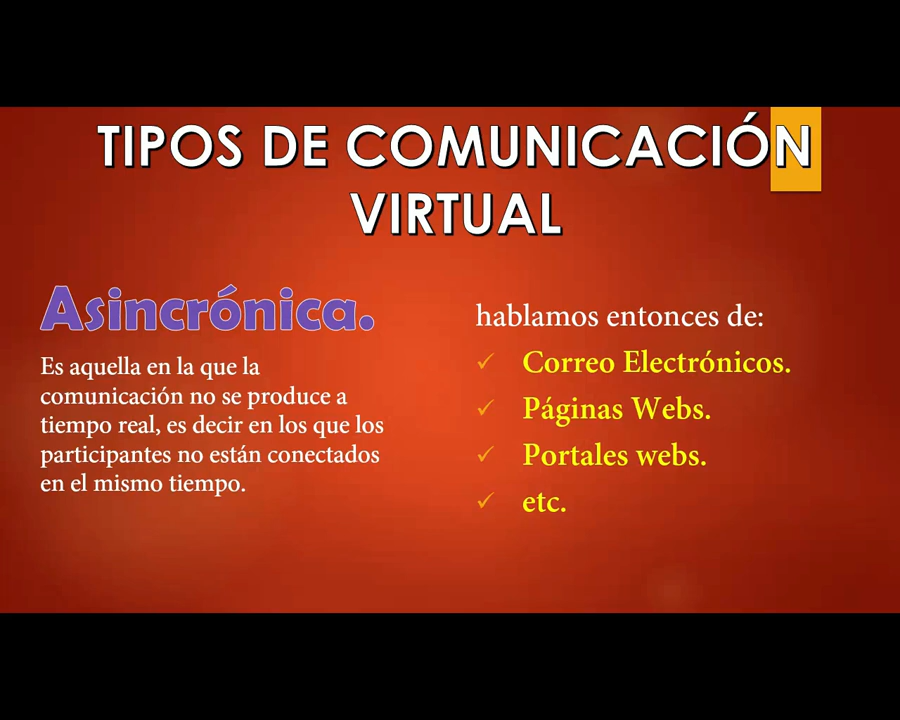 TIPOS DE COMUNICACIÓN
VIRTUAL
Asincrónica.
Es aquella en la que la
comunicación no se produce a
tiempo real, es decir en los que los
participantes no están conectados
en el mismo tiempo.
hablamos entonces de:
✓ Correo Electrónicos.
✓ Páginas Webs.
✓ Portales webs.
✓ etc.